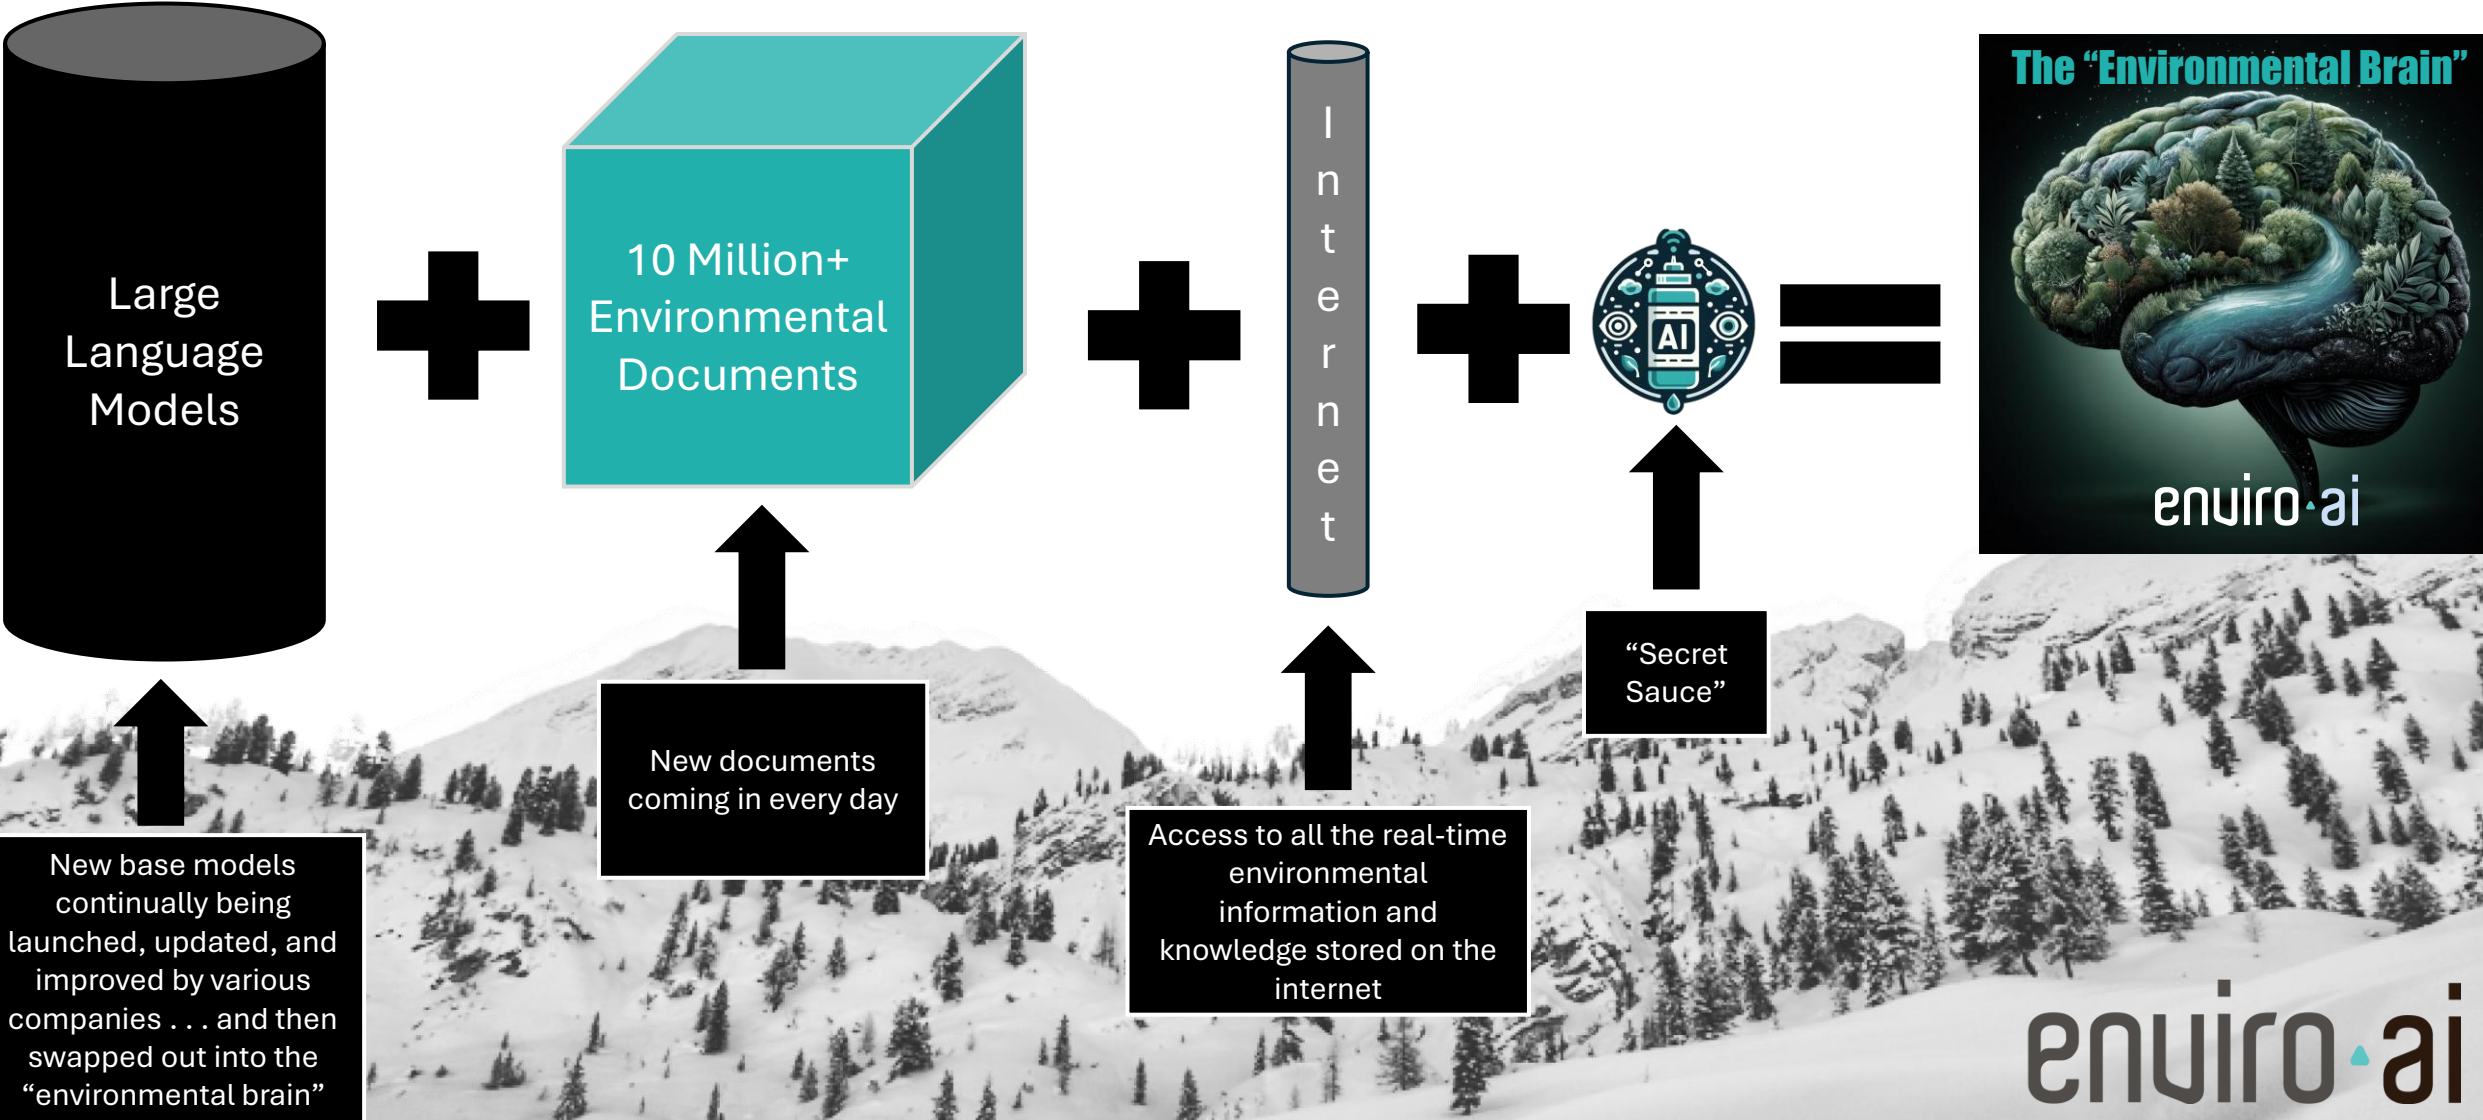 Large
Language
Models
10 Million+
Environmental
Documents
Internet
AI
The “Environmental Brain”
enviro ai
“Secret
Sauce”
New documents
coming in every day
Access to all the real-time
environmental
information and
knowledge stored on the
internet
New base models
continually being
launched, updated, and
improved by various
companies . . . and then
swapped out into the
“environmental brain”
enviro ai